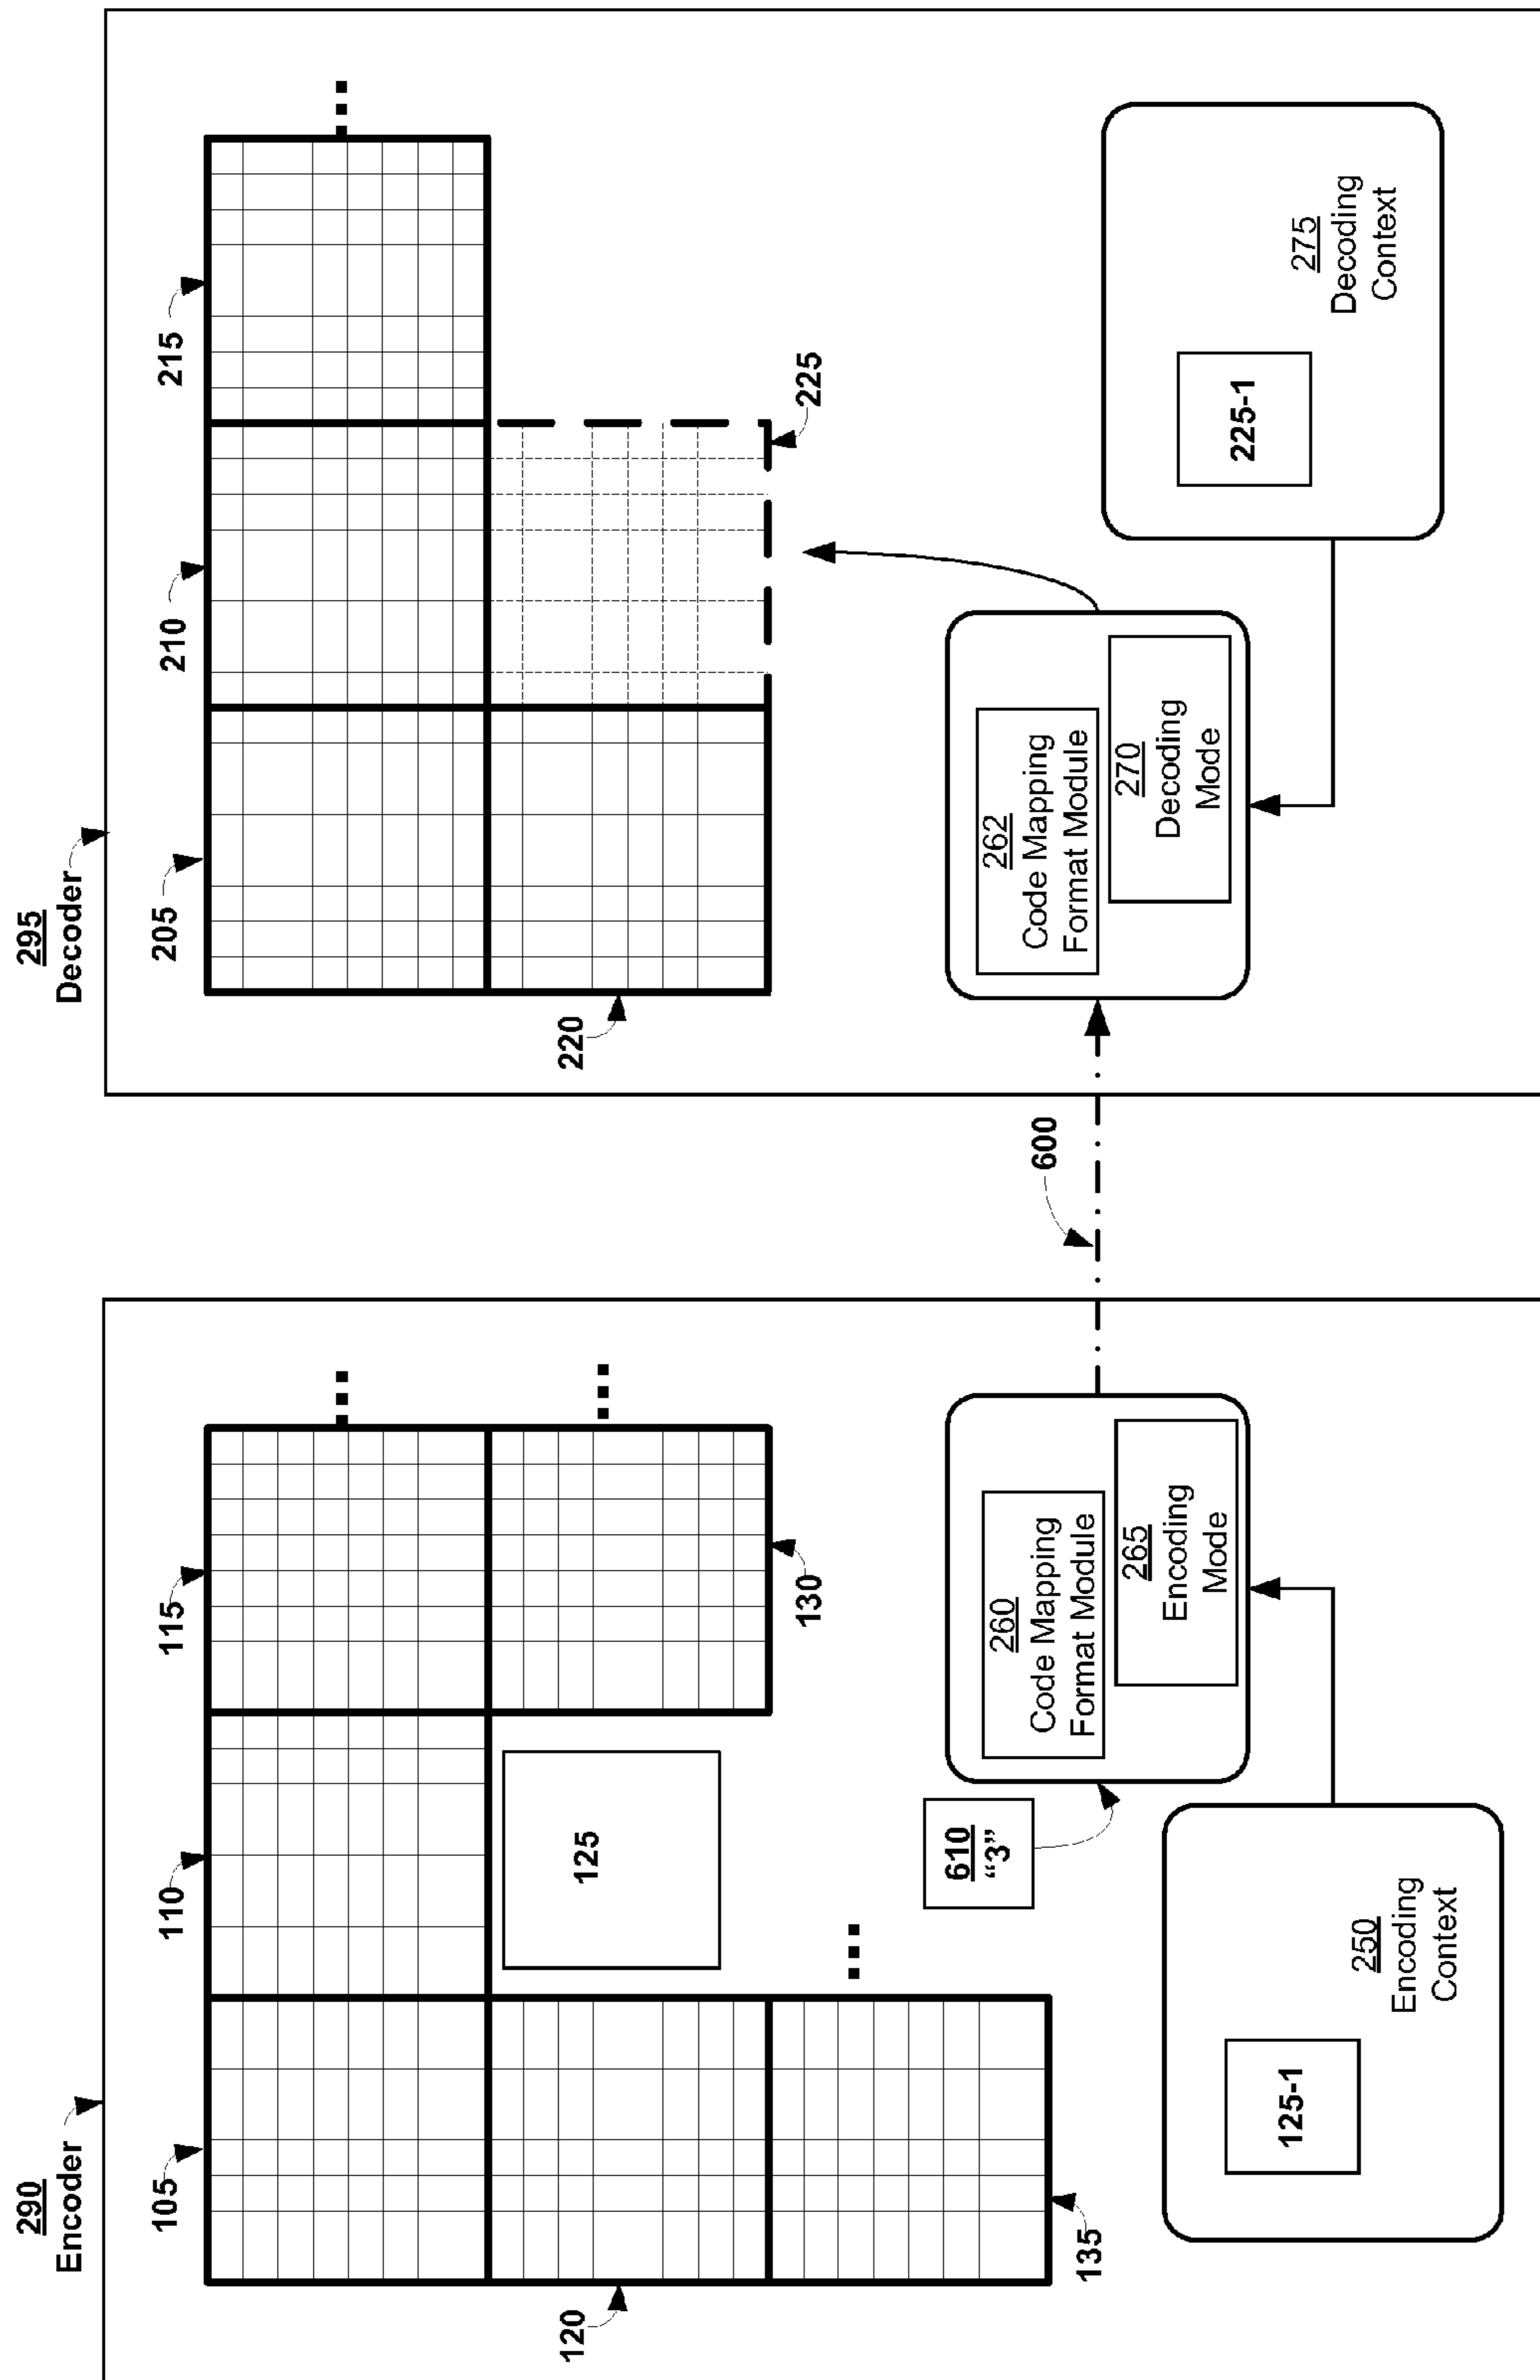 290
Encoder
105
110
115
120
125
130
135
610
“3”
260
Code Mapping
Format Module
265
Encoding
Mode
125-1
250
Encoding
Context
600
295
Decoder
205
210
215
220
225
262
Code Mapping
Format Module
270
Decoding
Mode
225-1
275
Decoding
Context